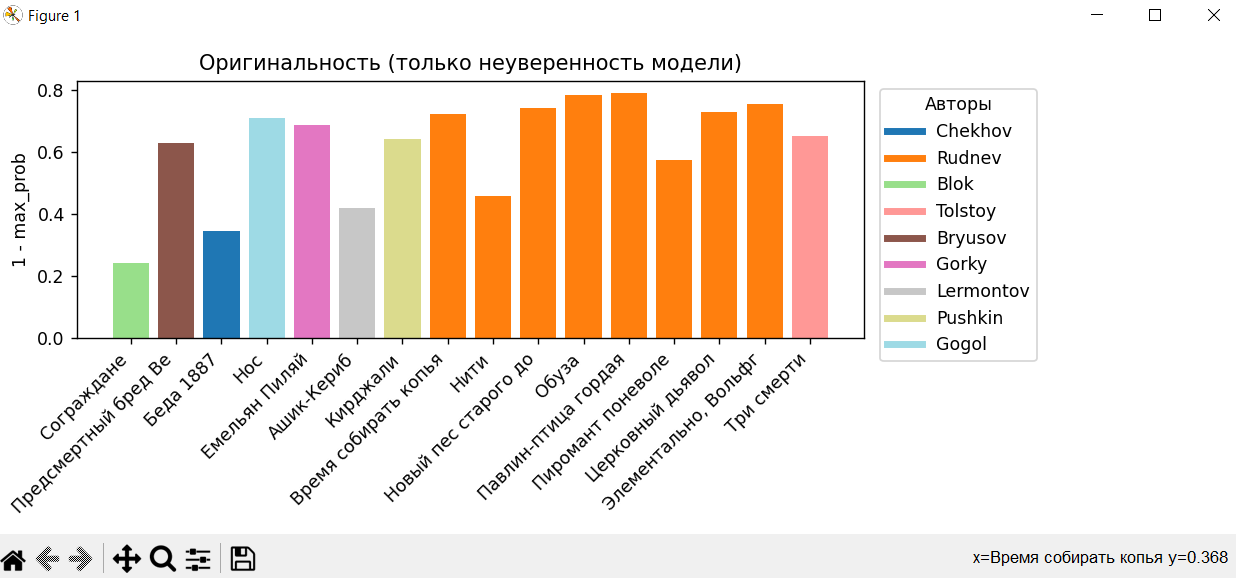 Figure 1
Оригинальность (только неуверенность модели)
1 - max_prob
0.8
0.6
0.4
0.2
0.0
Сограждане
Предсмертный бред Ве
Беда 1887
Нос
Емельян Пиляй
Ашик-Кериб
Кирджали
Время собирать копья
Нити
Новый пес старого до
Обуза
Павлин-птица гордая
Пиромант поневоле
Церковный дьявол
Элементально, Вольфг
Три смерти
Авторы
Chekhov
Rudnev
Blok
Tolstoy
Bryusov
Gorky
Lermontov
Pushkin
Gogol
x=Время собирать копья y=0.368